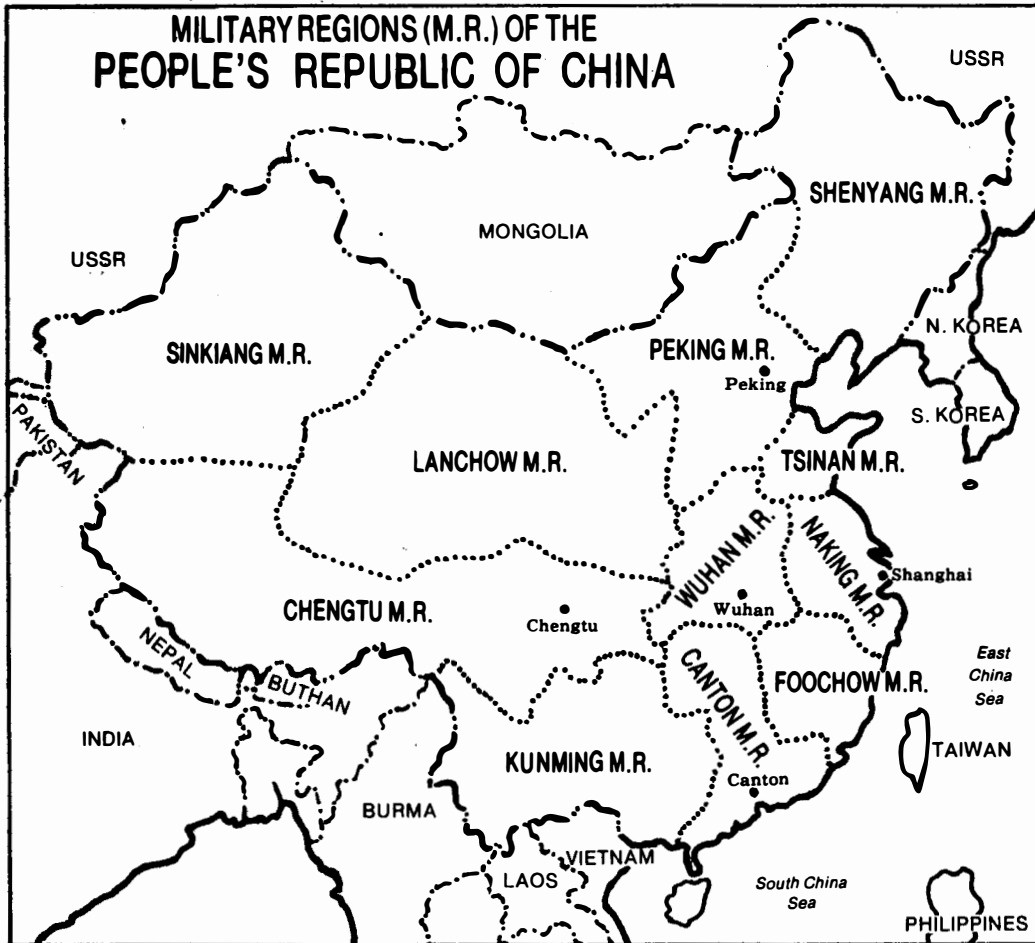 MILITARY REGIONS (M.R.) OF THE
PEOPLE'S REPUBLIC OF CHINA
USSR
SHENYANG M.R.
MONGOLIA
USSR
N. KOREA
SINKIANG M.R.
PEKING M.R.
Peking
S. KOREA
PAKISTAN
LANCHOW M.R.
TSINAN M.R.
WUHAN M.R.
NAKING M.R.
Shanghai
Wuhan
CHENGTU M.R.
Chengtu
NEPAL
BUTHAN
CANTON M.R.
FOOCHOW M.R.
East
China
Sea
INDIA
TAIWAN
KUNMING M.R.
Canton
BURMA
VIETNAM
LAOS
South China
Sea
PHILIPPINES